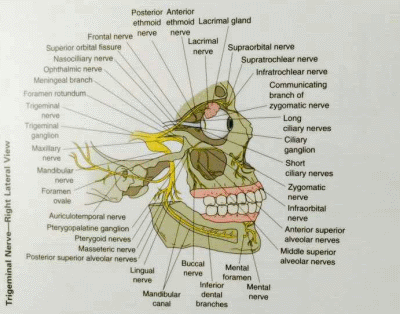 Trigeminal Nerve—Right Lateral View
Posterior
ethmoid
nerve
Anterior
ethmoid
nerve
Lacrimal gland
Frontal nerve
Lacrimal
nerve
Superior orbital fissure
Nasociliary nerve
Ophthalmic nerve
Meningeal branch
Foramen rotundum
Trigeminal
nerve
Trigeminal
ganglion
Maxillary
nerve
Mandibular
nerve
Foramen
ovale
Auriculotemporal nerve
Pterygopalatine ganglion
Pterygoid nerves
Masseteric nerve
Posterior superior alveolar nerves
Lingual
nerve
Mandibular
canal
Buccal
nerve
Inferior
dental
branches
Mental
foramen
Mental
nerve
Supraorbital nerve
Supratrochlear nerve
Infratrochlear nerve
Communicating
branch of
zygomatic nerve
Long
ciliary nerves
Ciliary
ganglion
Short
ciliary nerves
Zygomatic
nerve
Infraorbital
nerve
Anterior superior
alveolar nerves
Middle superior
alveolar nerves